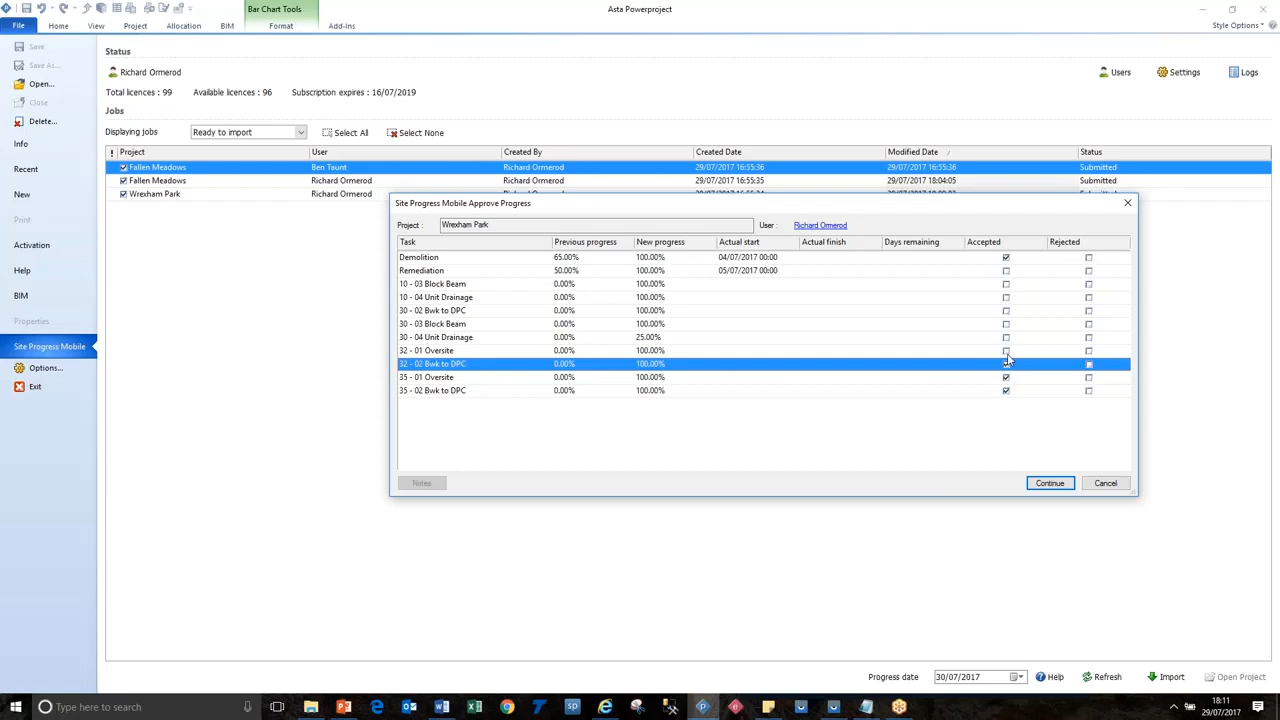 Bar Chart Tools
Asta Powerproject
File Home View Project Allocation BIM Format Add-Ins
Style Options
Save
Save As...
Open...
Close
Delete...
Info
Recent
New
Print
Activation
Help
BIM
Properties
Site Progress Mobile
Options...
Exit
Status
Richard Ormerod
Users Settings Logs
Total licences : 99 Available licences : 96 Subscription expires : 16/07/2019
Jobs
Displaying jobs Ready to import Select All Select None
! Project User Created By Created Date Modified Date Status
Fallen Meadows Ben Taunt Richard Ormerod 29/07/2017 16:55:36 29/07/2017 16:55:36 Submitted
Fallen Meadows Richard Ormerod Richard Ormerod 29/07/2017 16:55:35 29/07/2017 18:04:05 Submitted
Wrexham Park Richard Ormerod
Site Progress Mobile Approve Progress
Project : Wrexham Park User : Richard Ormerod
Task Previous progress New progress Actual start Actual finish Days remaining Accepted Rejected
Demolition 65.00% 100.00% 04/07/2017 00:00
Remediation 50.00% 100.00% 05/07/2017 00:00
10 - 03 Block Beam 0.00% 100.00%
10 - 04 Unit Drainage 0.00% 100.00%
30 - 02 Bwk to DPC 0.00% 100.00%
30 - 03 Block Beam 0.00% 100.00%
30 - 04 Unit Drainage 0.00% 25.00%
32 - 01 Oversite 0.00% 100.00%
32 - 02 Bwk to DPC 0.00% 100.00%
35 - 01 Oversite 0.00% 100.00%
35 - 02 Bwk to DPC 0.00% 100.00%
Notes Continue Cancel
Progress date 30/07/2017 Help Refresh Import Open Project
Type here to search
18:11
29/07/2017